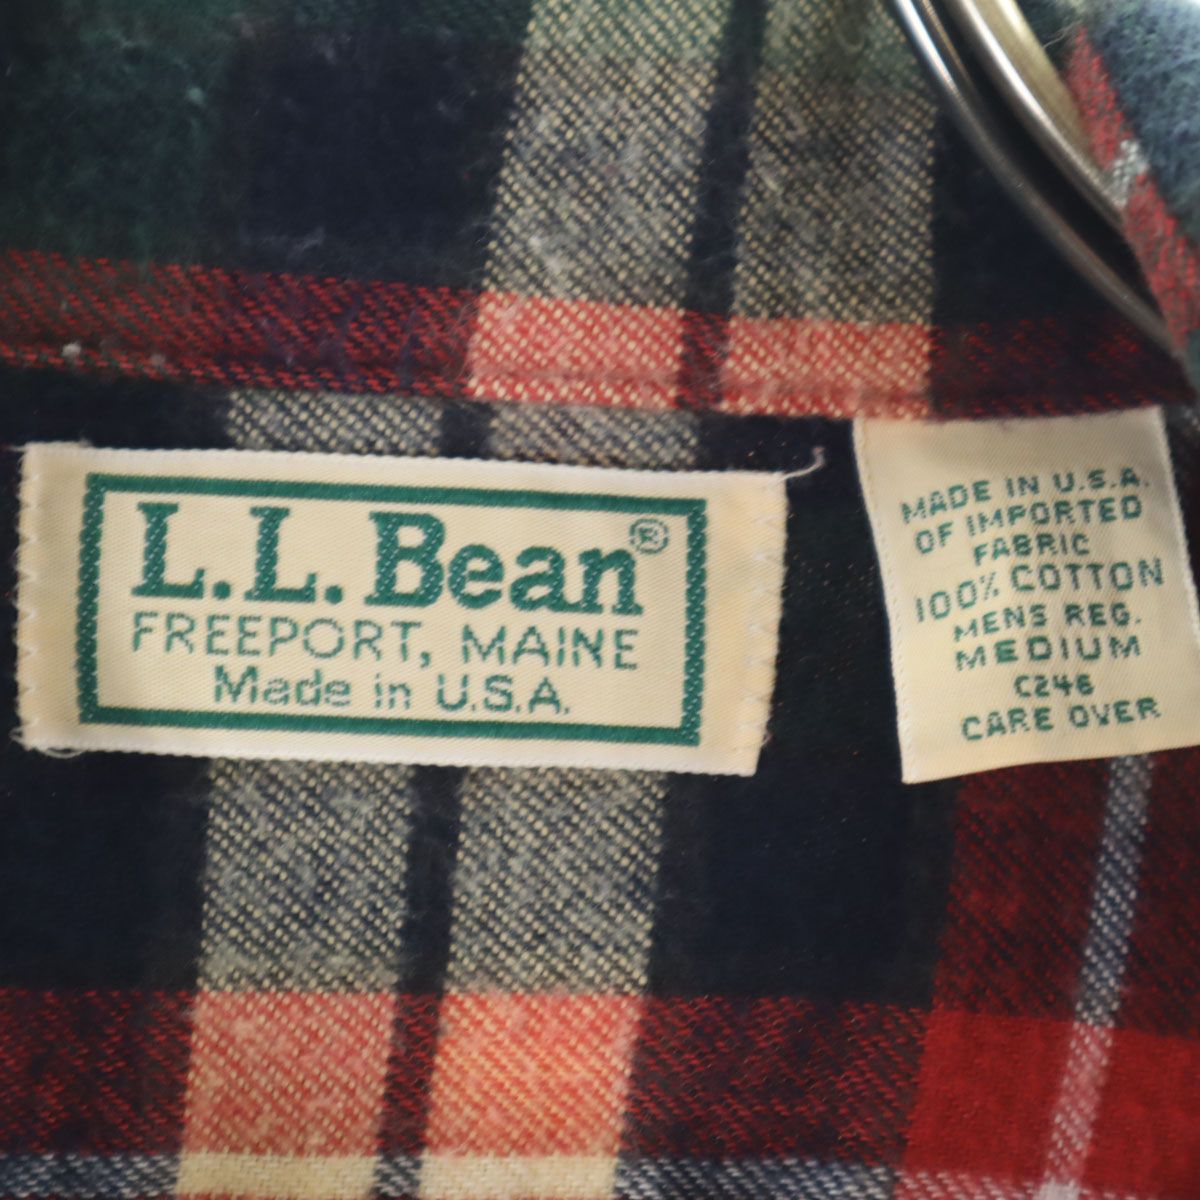 L.L.Bean®
FREEPORT, MAINE
Made in U.S.A.
MADE IN U.S.A.
OF IMPORTED
FABRIC
100% COTTON
MENS REG.
MEDIUM
C246
CARE OVER